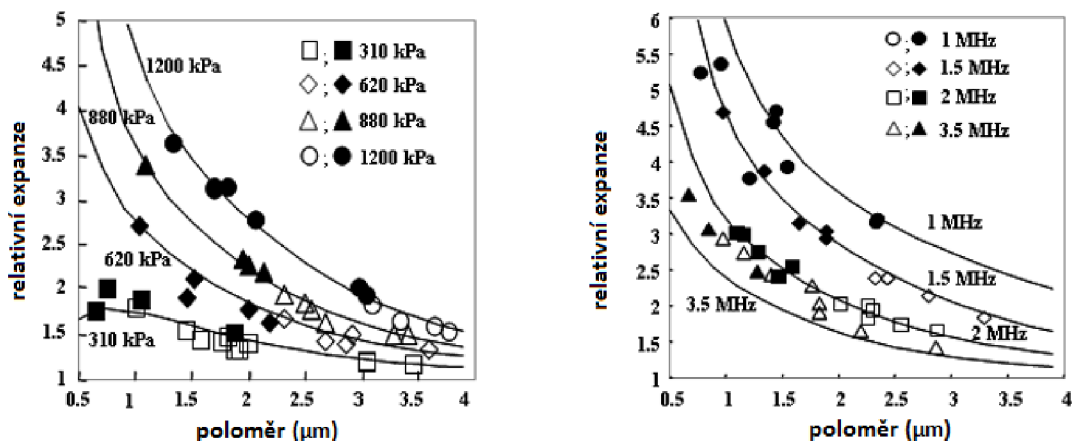 relativní expanze
5
4.5
4
3.5
3
2.5
2
1.5
1
1200 kPa
880 kPa
620 kPa
310 kPa
; 310 kPa
; 620 kPa
; 880 kPa
; 1200 kPa
0.5 1 1.5 2 2.5 3 3.5 4
poloměr (μm)
relativní expanze
6
5.5
5
4.5
4
3.5
3
2.5
2
1.5
1
; 1 MHz
; 1.5 MHz
; 2 MHz
; 3.5 MHz
1 MHz
1.5 MHz
2 MHz
3.5 MHz
0.5 1 1.5 2 2.5 3 3.5 4
poloměr (μm)